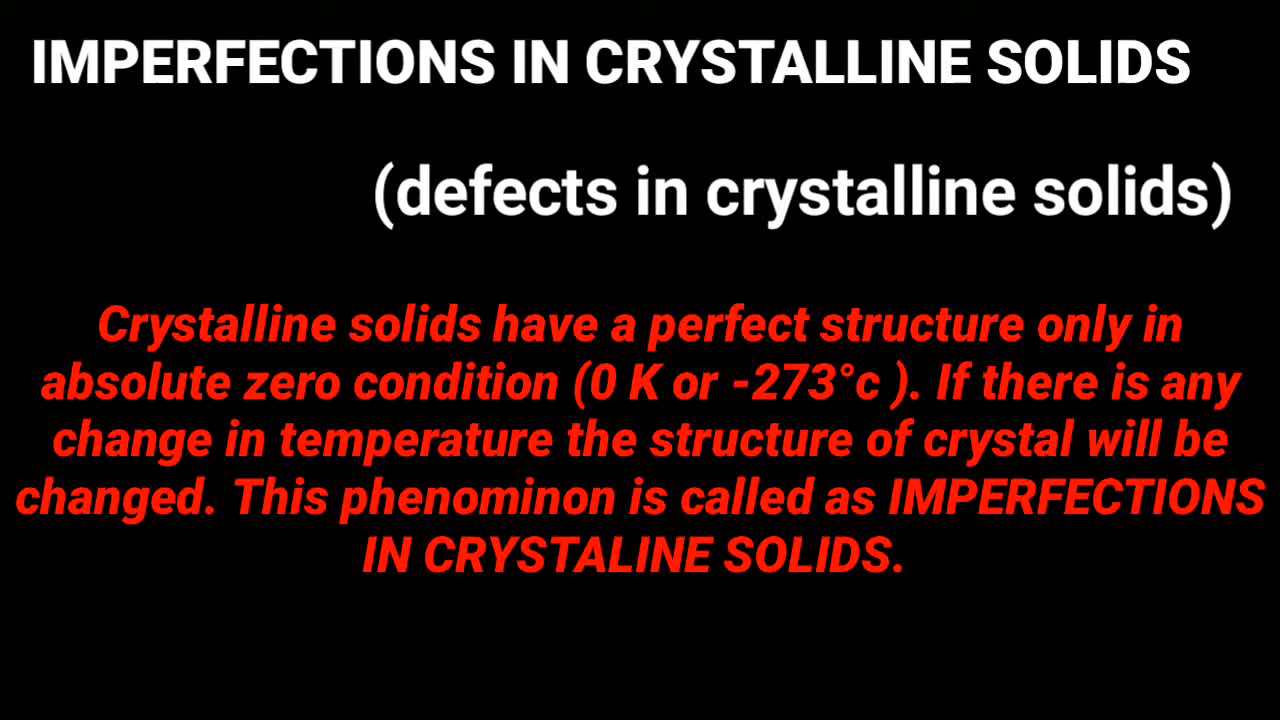 IMPERFECTIONS IN CRYSTALLINE SOLIDS
(defects in crystalline solids)
Crystalline solids have a perfect structure only in
absolute zero condition (0 K or -273°c ). If there is any
change in temperature the structure of crystal will be
changed. This phenominon is called as IMPERFECTIONS
IN CRYSTALINE SOLIDS.